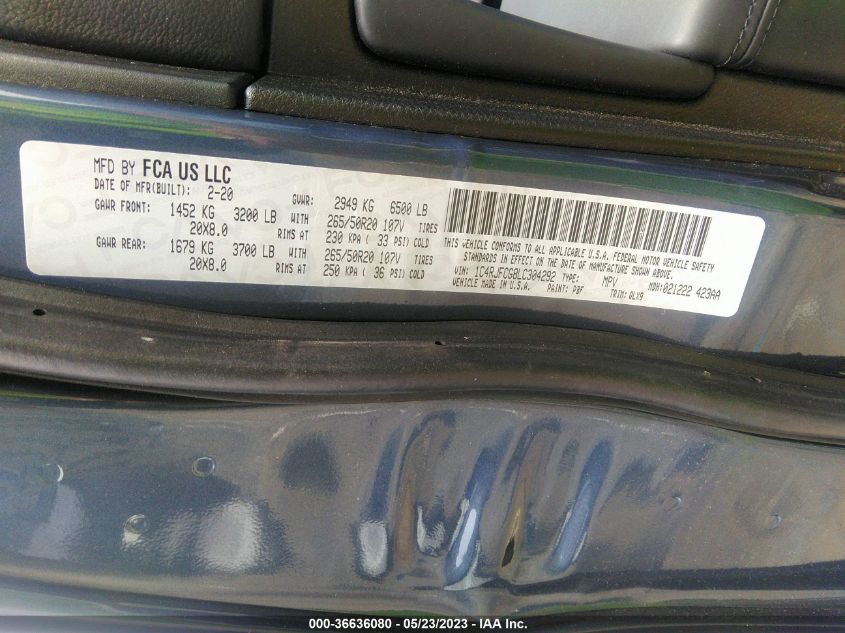 MFD BY FCA US LLC
DATE OF MFR(BUILT): 2-20 GVWR: 2949 KG 6500 LB
GAWR FRONT: 1452 KG 3200 LB WITH 265/50R20 107V TIRES
20X8.0 RIMS AT 230 KPA ( 33 PSI) COLD
GAWR REAR: 1679 KG 3700 LB WITH 265/50R20 107V TIRES
20X8.0 RIMS AT 250 KPA ( 36 PSI) COLD
THIS VEHICLE CONFORMS TO ALL APPLICABLE U.S.A. FEDERAL MOTOR VEHICLE SAFETY
STANDARDS IN EFFECT ON THE DATE OF MANUFACTURE SHOWN ABOVE.
VIN: 1C4RJFCG8LC304292 TYPE: MPV MDH: 021222 423AA
VEHICLE MADE IN U.S.A. PAINT: PBF TRIM: QLX9
000-36636080 — 05/23/2023 — IAA Inc.